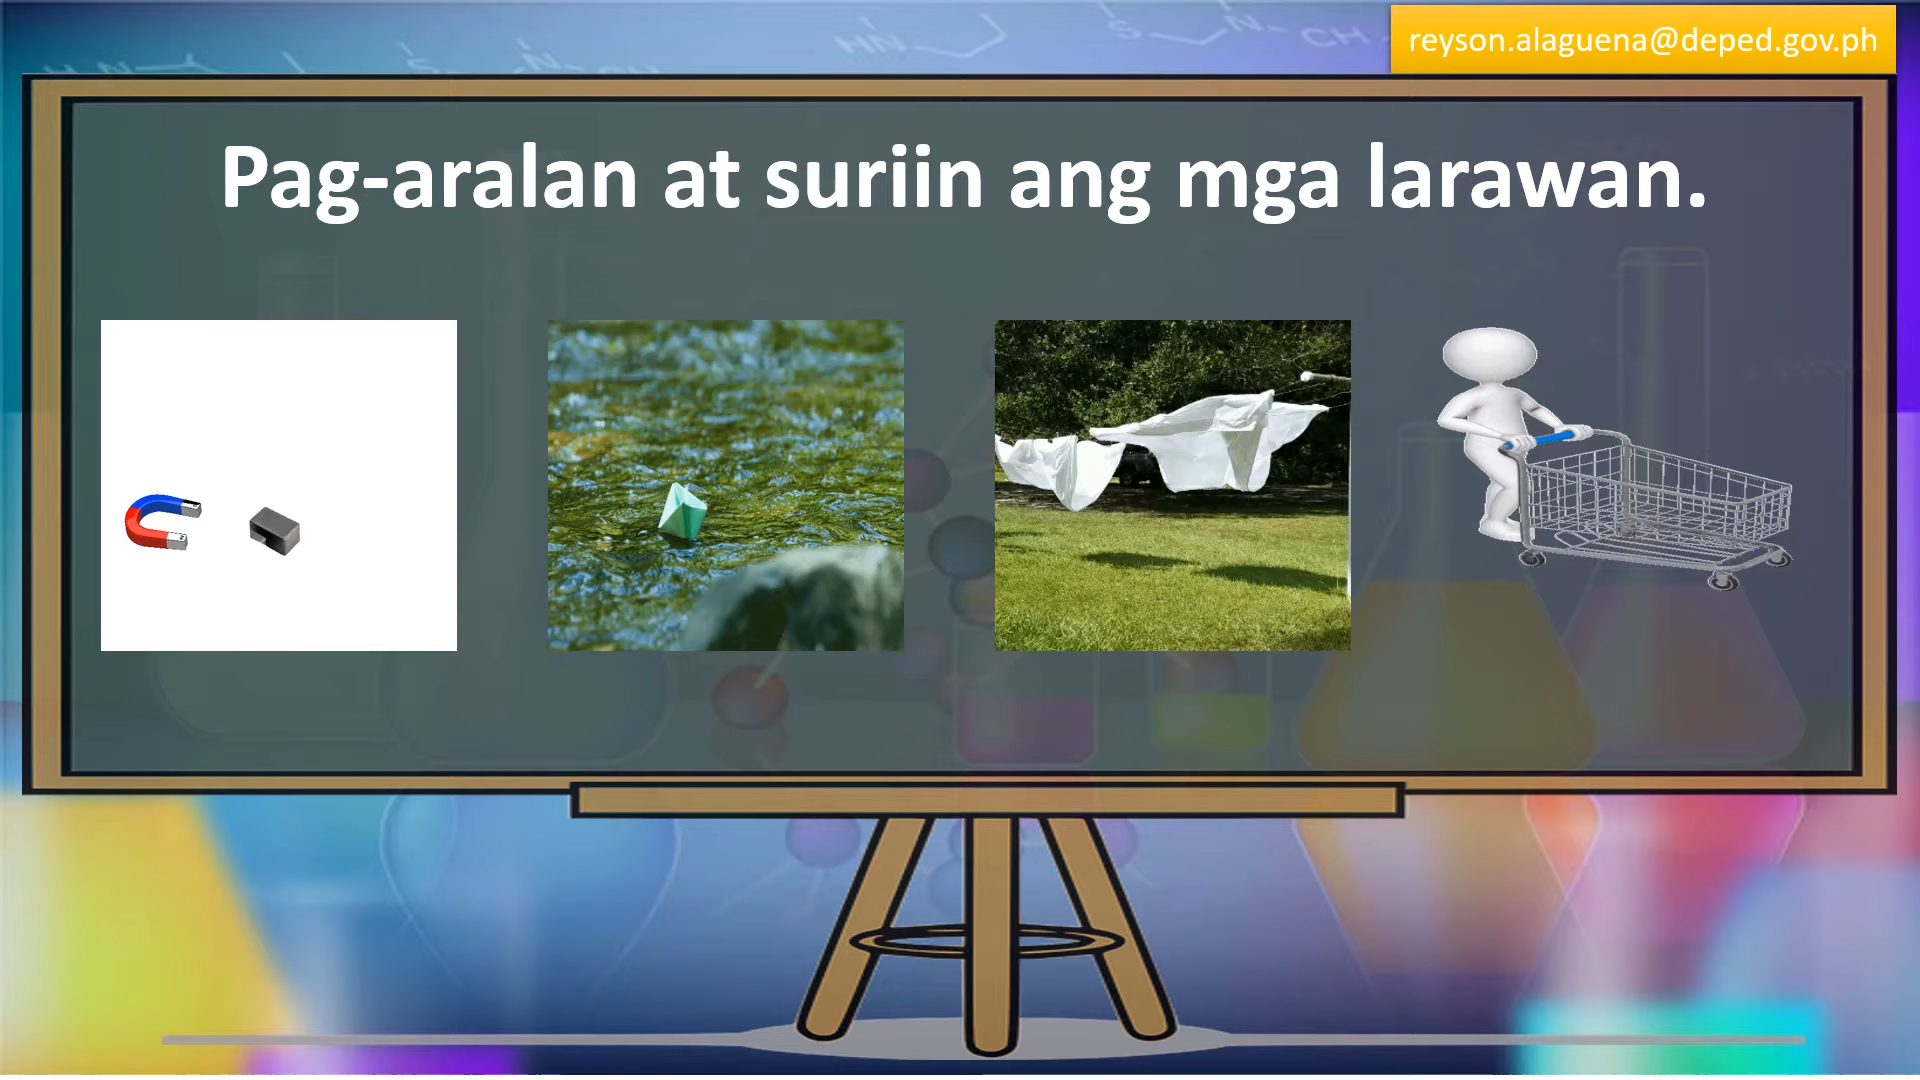 reyson.alaguena@deped.gov.ph
Pag-aralan at suriin ang mga larawan.